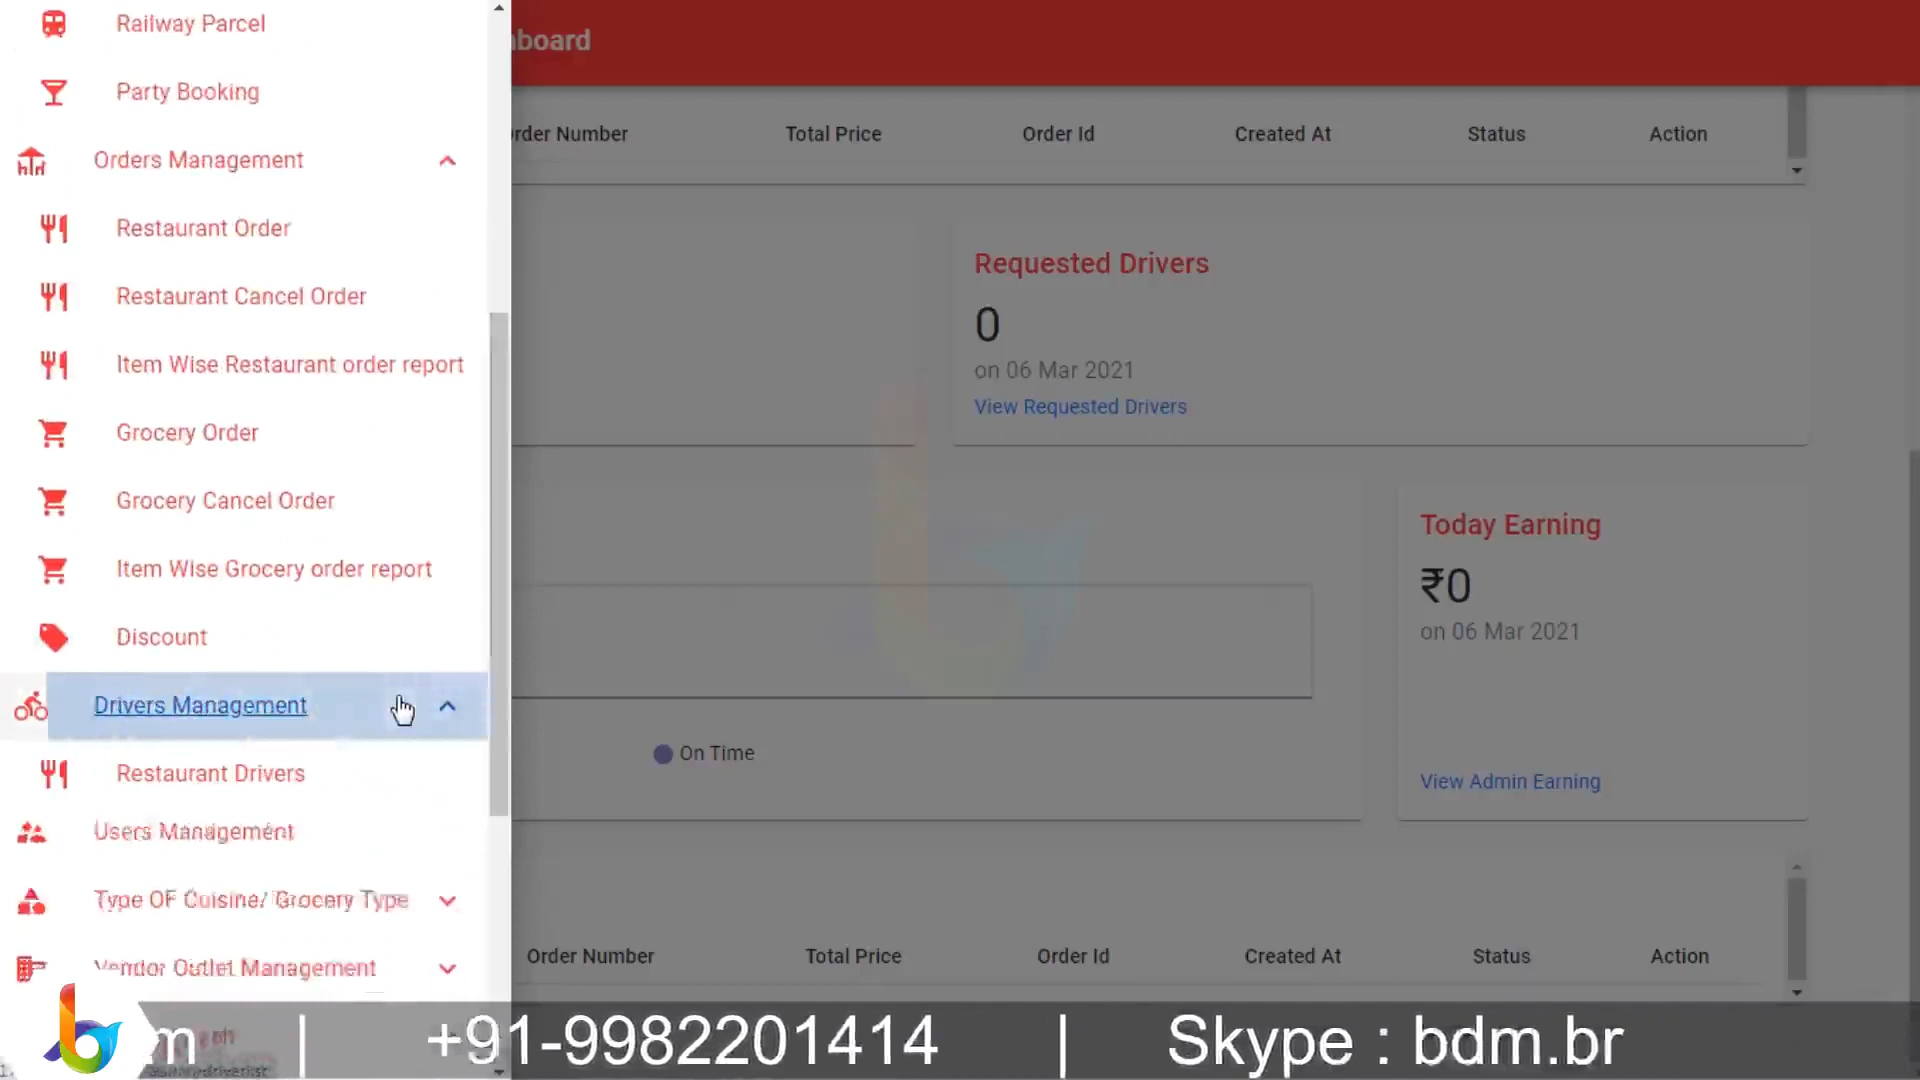 Railway Parcel
Party Booking
Orders Management
Restaurant Order
Restaurant Cancel Order
Item Wise Restaurant order report
Grocery Order
Grocery Cancel Order
Item Wise Grocery order report
Discount
Drivers Management
Restaurant Drivers
Users Management
Type OF Cuisine/ Grocery Type
Vendor Outlet Management
board
Order Number Total Price Order Id Created At Status Action
Requested Drivers
0
on 06 Mar 2021
View Requested Drivers
Today Earning
₹0
on 06 Mar 2021
View Admin Earning
On Time
Order Number Total Price Order Id Created At Status Action
m | +91-9982201414 | Skype : bdm.br